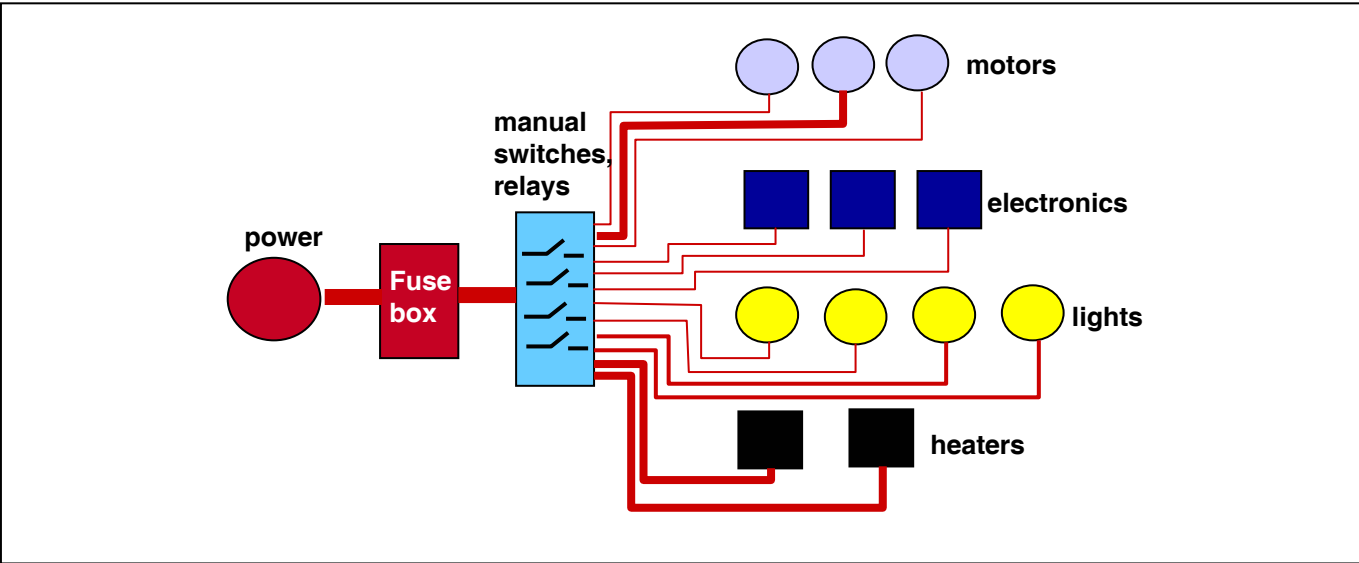 motors
manual
switches,
relays
electronics
power
Fuse
box
lights
heaters